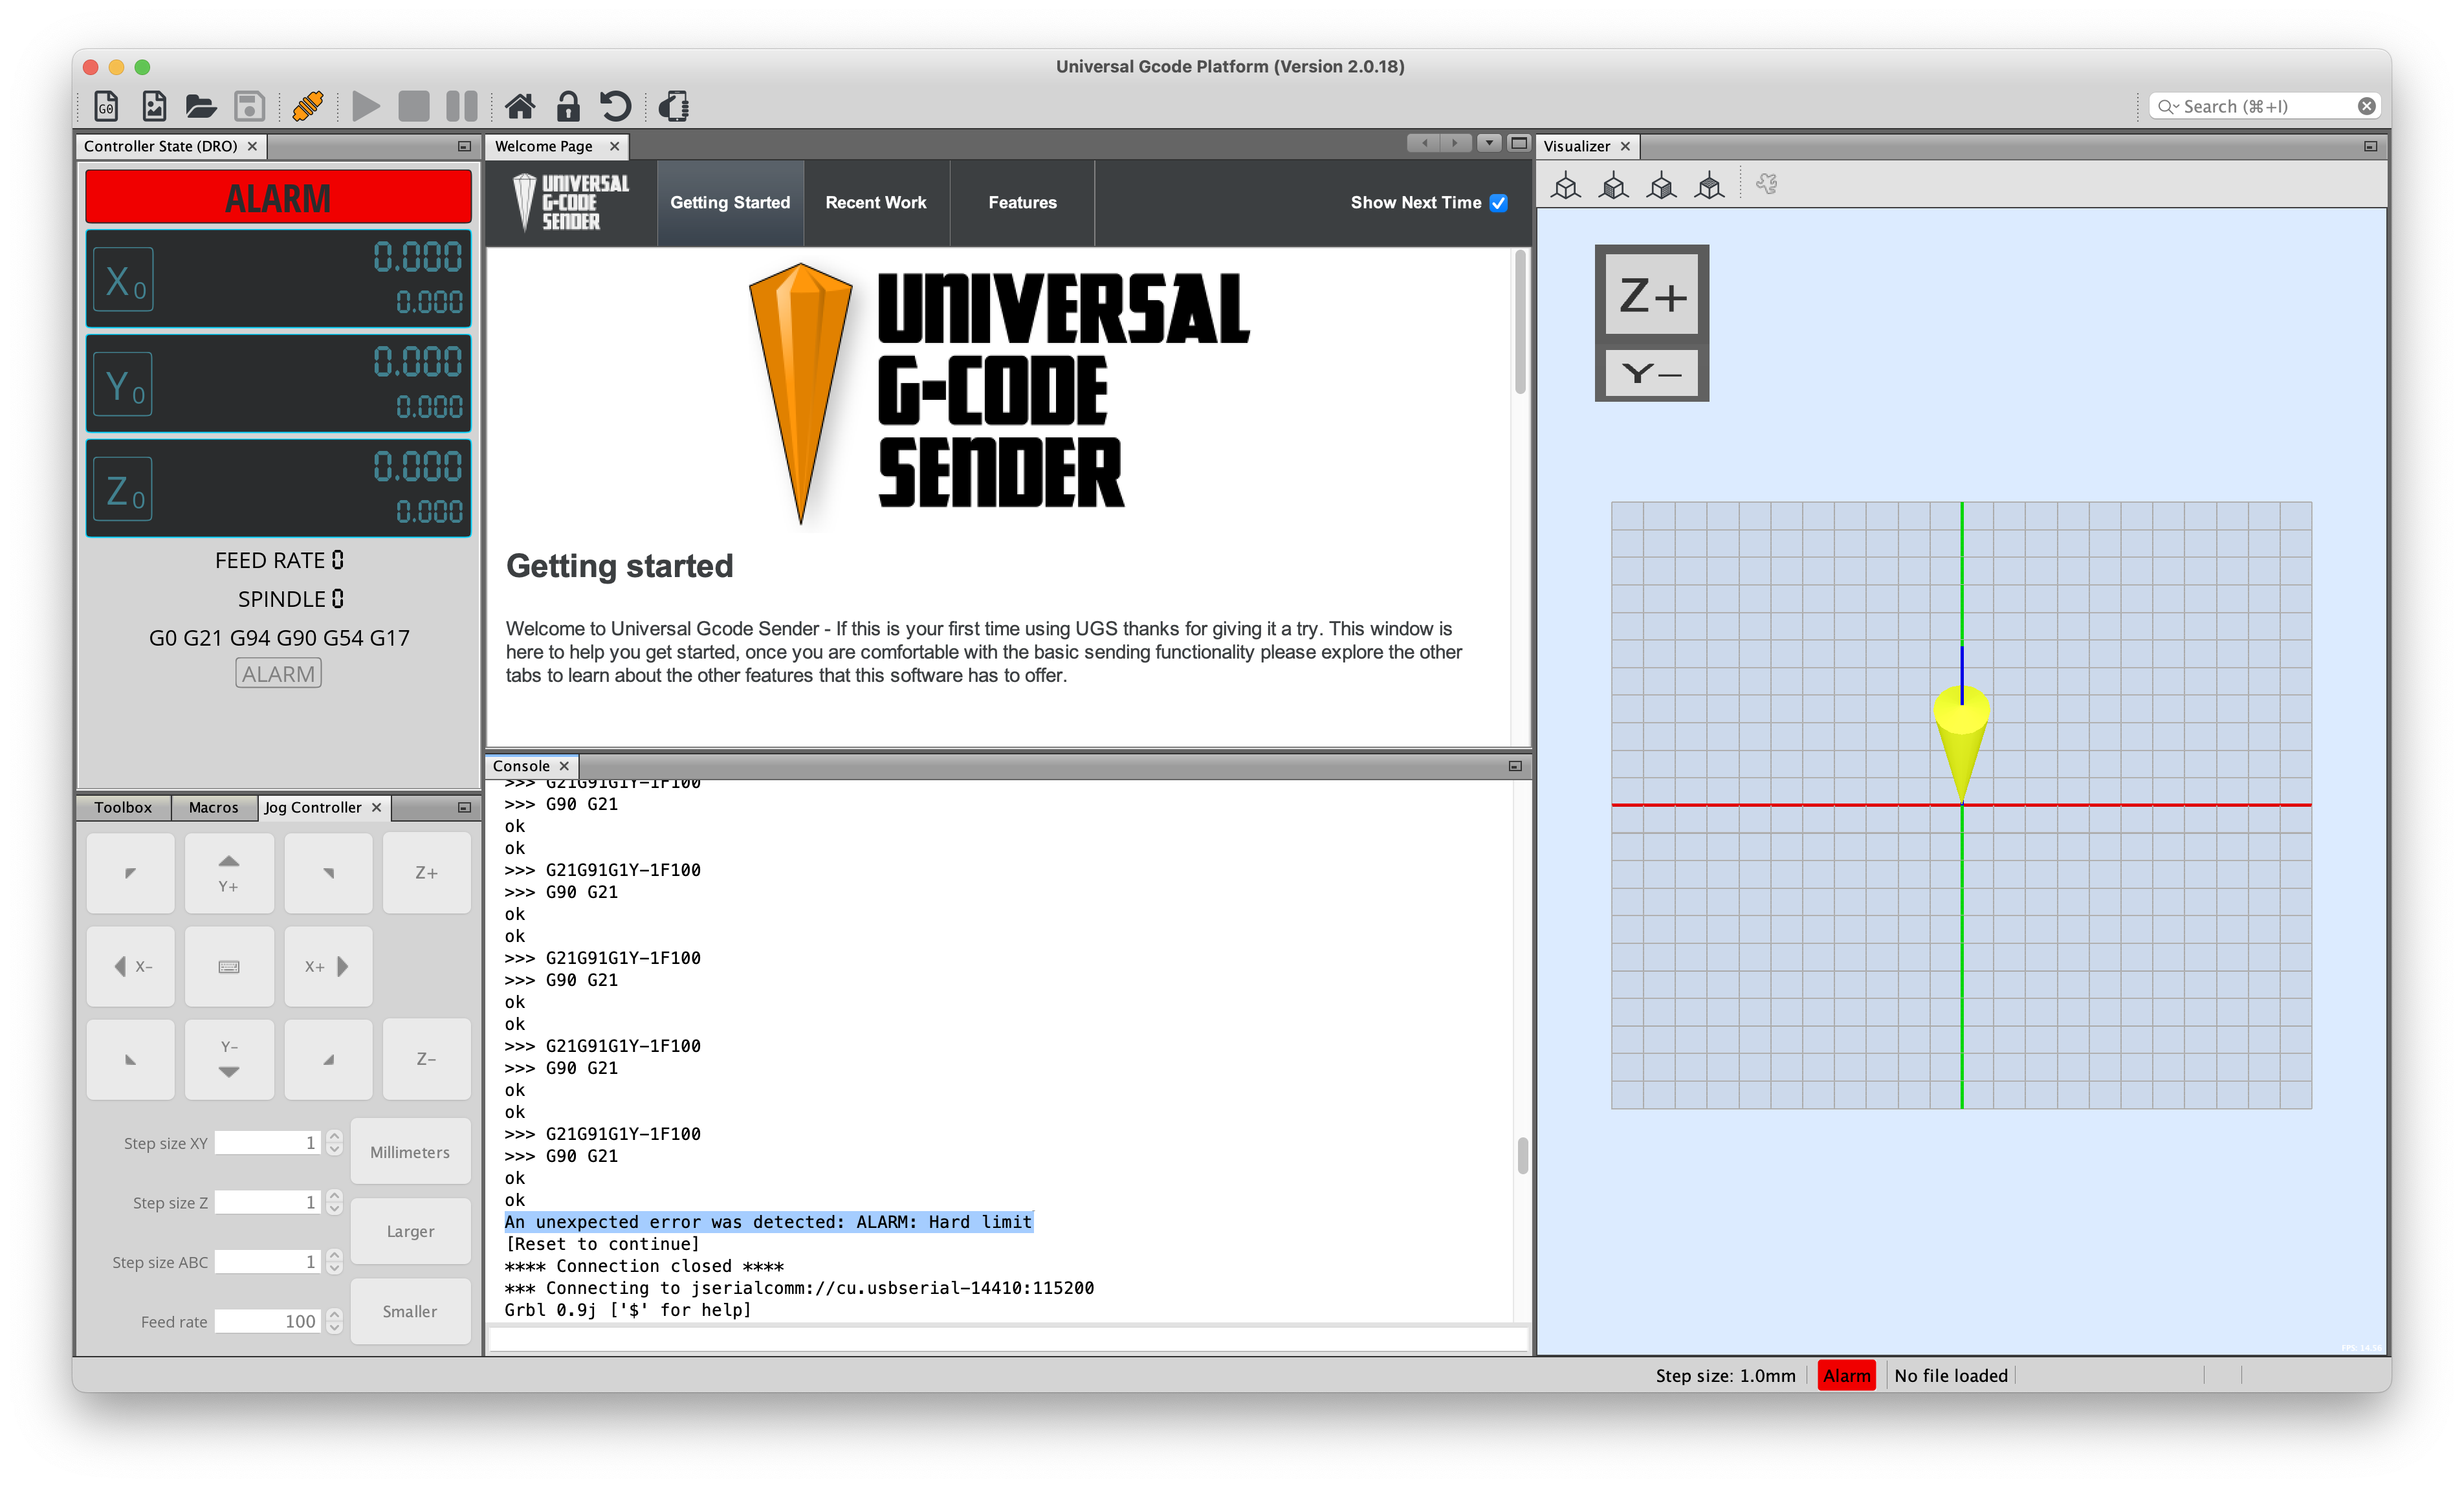 Universal Gcode Platform (Version 2.0.18)
G0
Search (⌘+I)
Controller State (DRO)
ALARM
X0
0.000
0.000
Y0
0.000
0.000
Z0
0.000
0.000
FEED RATE 0
SPINDLE 0
G0 G21 G94 G90 G54 G17
ALARM
Toolbox
Macros
Jog Controller
Y+
Z+
X-
X+
Y-
Z-
Step size XY
1
Millimeters
Step size Z
1
Larger
Step size ABC
1
Smaller
Feed rate
100
Welcome Page
UNIVERSAL
G-CODE
SENDER
Getting Started
Recent Work
Features
Show Next Time
UNIVERSAL
G-CODE
SENDER
Getting started
Welcome to Universal Gcode Sender - If this is your first time using UGS thanks for giving it a try. This window is
here to help you get started, once you are comfortable with the basic sending functionality please explore the other
tabs to learn about the other features that this software has to offer.
Console
>>> G21G91G1Y-1F100
>>> G90 G21
ok
ok
>>> G21G91G1Y-1F100
>>> G90 G21
ok
ok
>>> G21G91G1Y-1F100
>>> G90 G21
ok
ok
>>> G21G91G1Y-1F100
>>> G90 G21
ok
ok
>>> G21G91G1Y-1F100
>>> G90 G21
ok
ok
An unexpected error was detected: ALARM: Hard limit
[Reset to continue]
**** Connection closed ****
*** Connecting to jserialcomm://cu.usbserial-14410:115200
Grbl 0.9j ['$' for help]
Visualizer
Z+
Y-
Step size: 1.0mm
Alarm
No file loaded